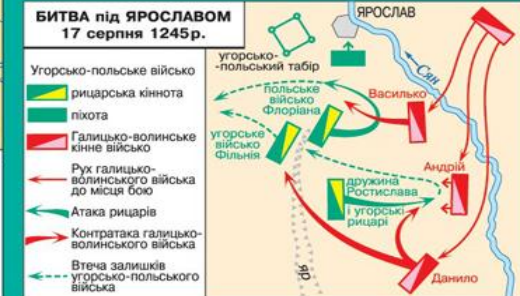 БИТВА під ЯРОСЛАВОМ
17 серпня 1245р.
Угорсько-польське військо
рицарська кіннота
піхота
Галицько-волинське
кінне військо
Рух галицько-
волинського війська
до місця бою
Атака рицарів
Контратака галицько-
волинського війська
Втеча залишків
угорсько-польського
війська
ЯРОСЛАВ
угорсько-
-польський табір
Сян
польське
військо
Флоріана
Василько
угорське
військо
Фільнія
Андрій
дружина
Ростислава
і угорські
рицарі
яр
Данило